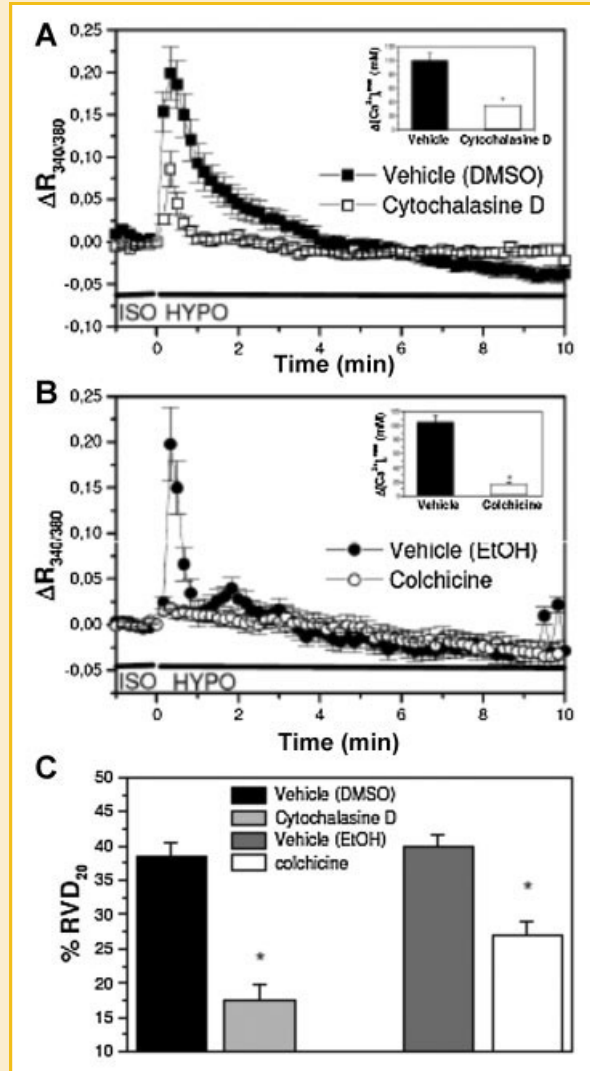 A
0,25
0,20
0,15
0,10
0,05
0,00
-0,05
-0,10
ΔR340/380
Vehicle
Cytochalasine D
Vehicle (DMSO)
Cytochalasine D
*
ISO HYPO
0 2 4 6 8 10
Time (min)
B
0,25
0,20
0,15
0,10
0,05
0,00
-0,05
ΔR340/380
Vehicle
Colchicine
Vehicle (EtOH)
Colchicine
*
ISO HYPO
0 2 4 6 8 10
Time (min)
C
50
45
40
35
30
25
20
15
10
% RVD20
Vehicle (DMSO)
Cytochalasine D
Vehicle (EtOH)
colchicine
*
*